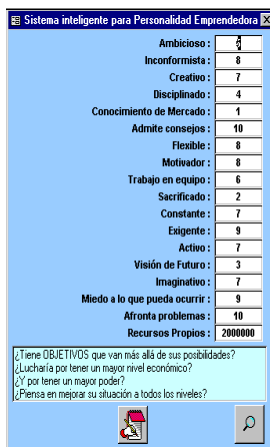 Sistema inteligente para Personalidad Emprendedora
Ambicioso :
Inconformista : 8
Creativo : 7
Disciplinado : 4
Conocimiento de Mercado : 1
Admite consejos : 10
Flexible : 8
Motivador : 8
Trabajo en equipo : 6
Sacrificado : 2
Constante : 7
Exigente : 9
Activo : 7
Visión de Futuro : 3
Imaginativo : 7
Miedo a lo que pueda ocurrir : 9
Afronta problemas : 10
Recursos Propios : 2000000
¿Tiene OBJETIVOS que van más allá de sus posibilidades?
¿Lucharía por tener un mayor nivel económico?
¿Y por tener un mayor poder?
¿Piensa en mejorar su situación a todos los niveles?